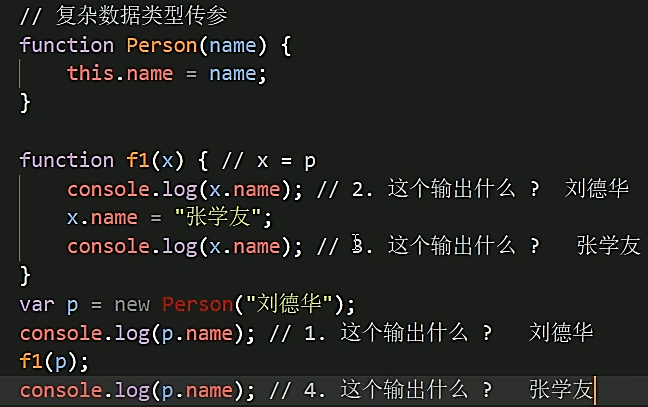 // 复杂数据类型传参
function Person(name) {
    this.name = name;
}

function f1(x) { // x = p
    console.log(x.name); // 2. 这个输出什么 ?  刘德华
    x.name = "张学友";
    console.log(x.name); // 3. 这个输出什么 ?   张学友
}
var p = new Person("刘德华");
console.log(p.name); // 1. 这个输出什么 ?   刘德华
f1(p);
console.log(p.name); // 4. 这个输出什么 ?   张学友